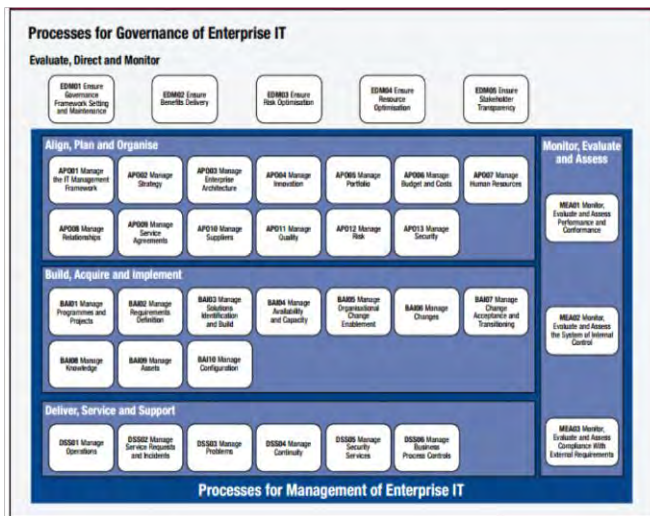 Processes for Governance of Enterprise IT
Evaluate, Direct and Monitor
EDM01 Ensure
Governance
Framework Setting
and Maintenance
EDM02 Ensure
Benefits Delivery
EDM03 Ensure
Risk Optimisation
EDM04 Ensure
Resource
Optimisation
EDM05 Ensure
Stakeholder
Transparency
Align, Plan and Organise
APO01 Manage
the IT Management
Framework
APO02 Manage
Strategy
APO03 Manage
Enterprise
Architecture
APO04 Manage
Innovation
APO05 Manage
Portfolio
APO06 Manage
Budget and Costs
APO07 Manage
Human Resources
APO08 Manage
Relationships
APO09 Manage
Service
Agreements
APO10 Manage
Suppliers
APO11 Manage
Quality
APO12 Manage
Risk
APO13 Manage
Security
Build, Acquire and Implement
BAI01 Manage
Programmes and
Projects
BAI02 Manage
Requirements
Definition
BAI03 Manage
Solutions
Identification
and Build
BAI04 Manage
Availability
and Capacity
BAI05 Manage
Organisational
Change
Enablement
BAI06 Manage
Changes
BAI07 Manage
Change
Acceptance and
Transitioning
BAI08 Manage
Knowledge
BAI09 Manage
Assets
BAI10 Manage
Configuration
Deliver, Service and Support
DSS01 Manage
Operations
DSS02 Manage
Service Requests
and Incidents
DSS03 Manage
Problems
DSS04 Manage
Continuity
DSS05 Manage
Security
Services
DSS06 Manage
Business
Process Controls
Monitor, Evaluate
and Assess
MEA01 Monitor,
Evaluate and Assess
Performance and
Conformance
MEA02 Monitor,
Evaluate and Assess
the System of Internal
Control
MEA03 Monitor,
Evaluate and Assess
Compliance With
External Requirements
Processes for Management of Enterprise IT